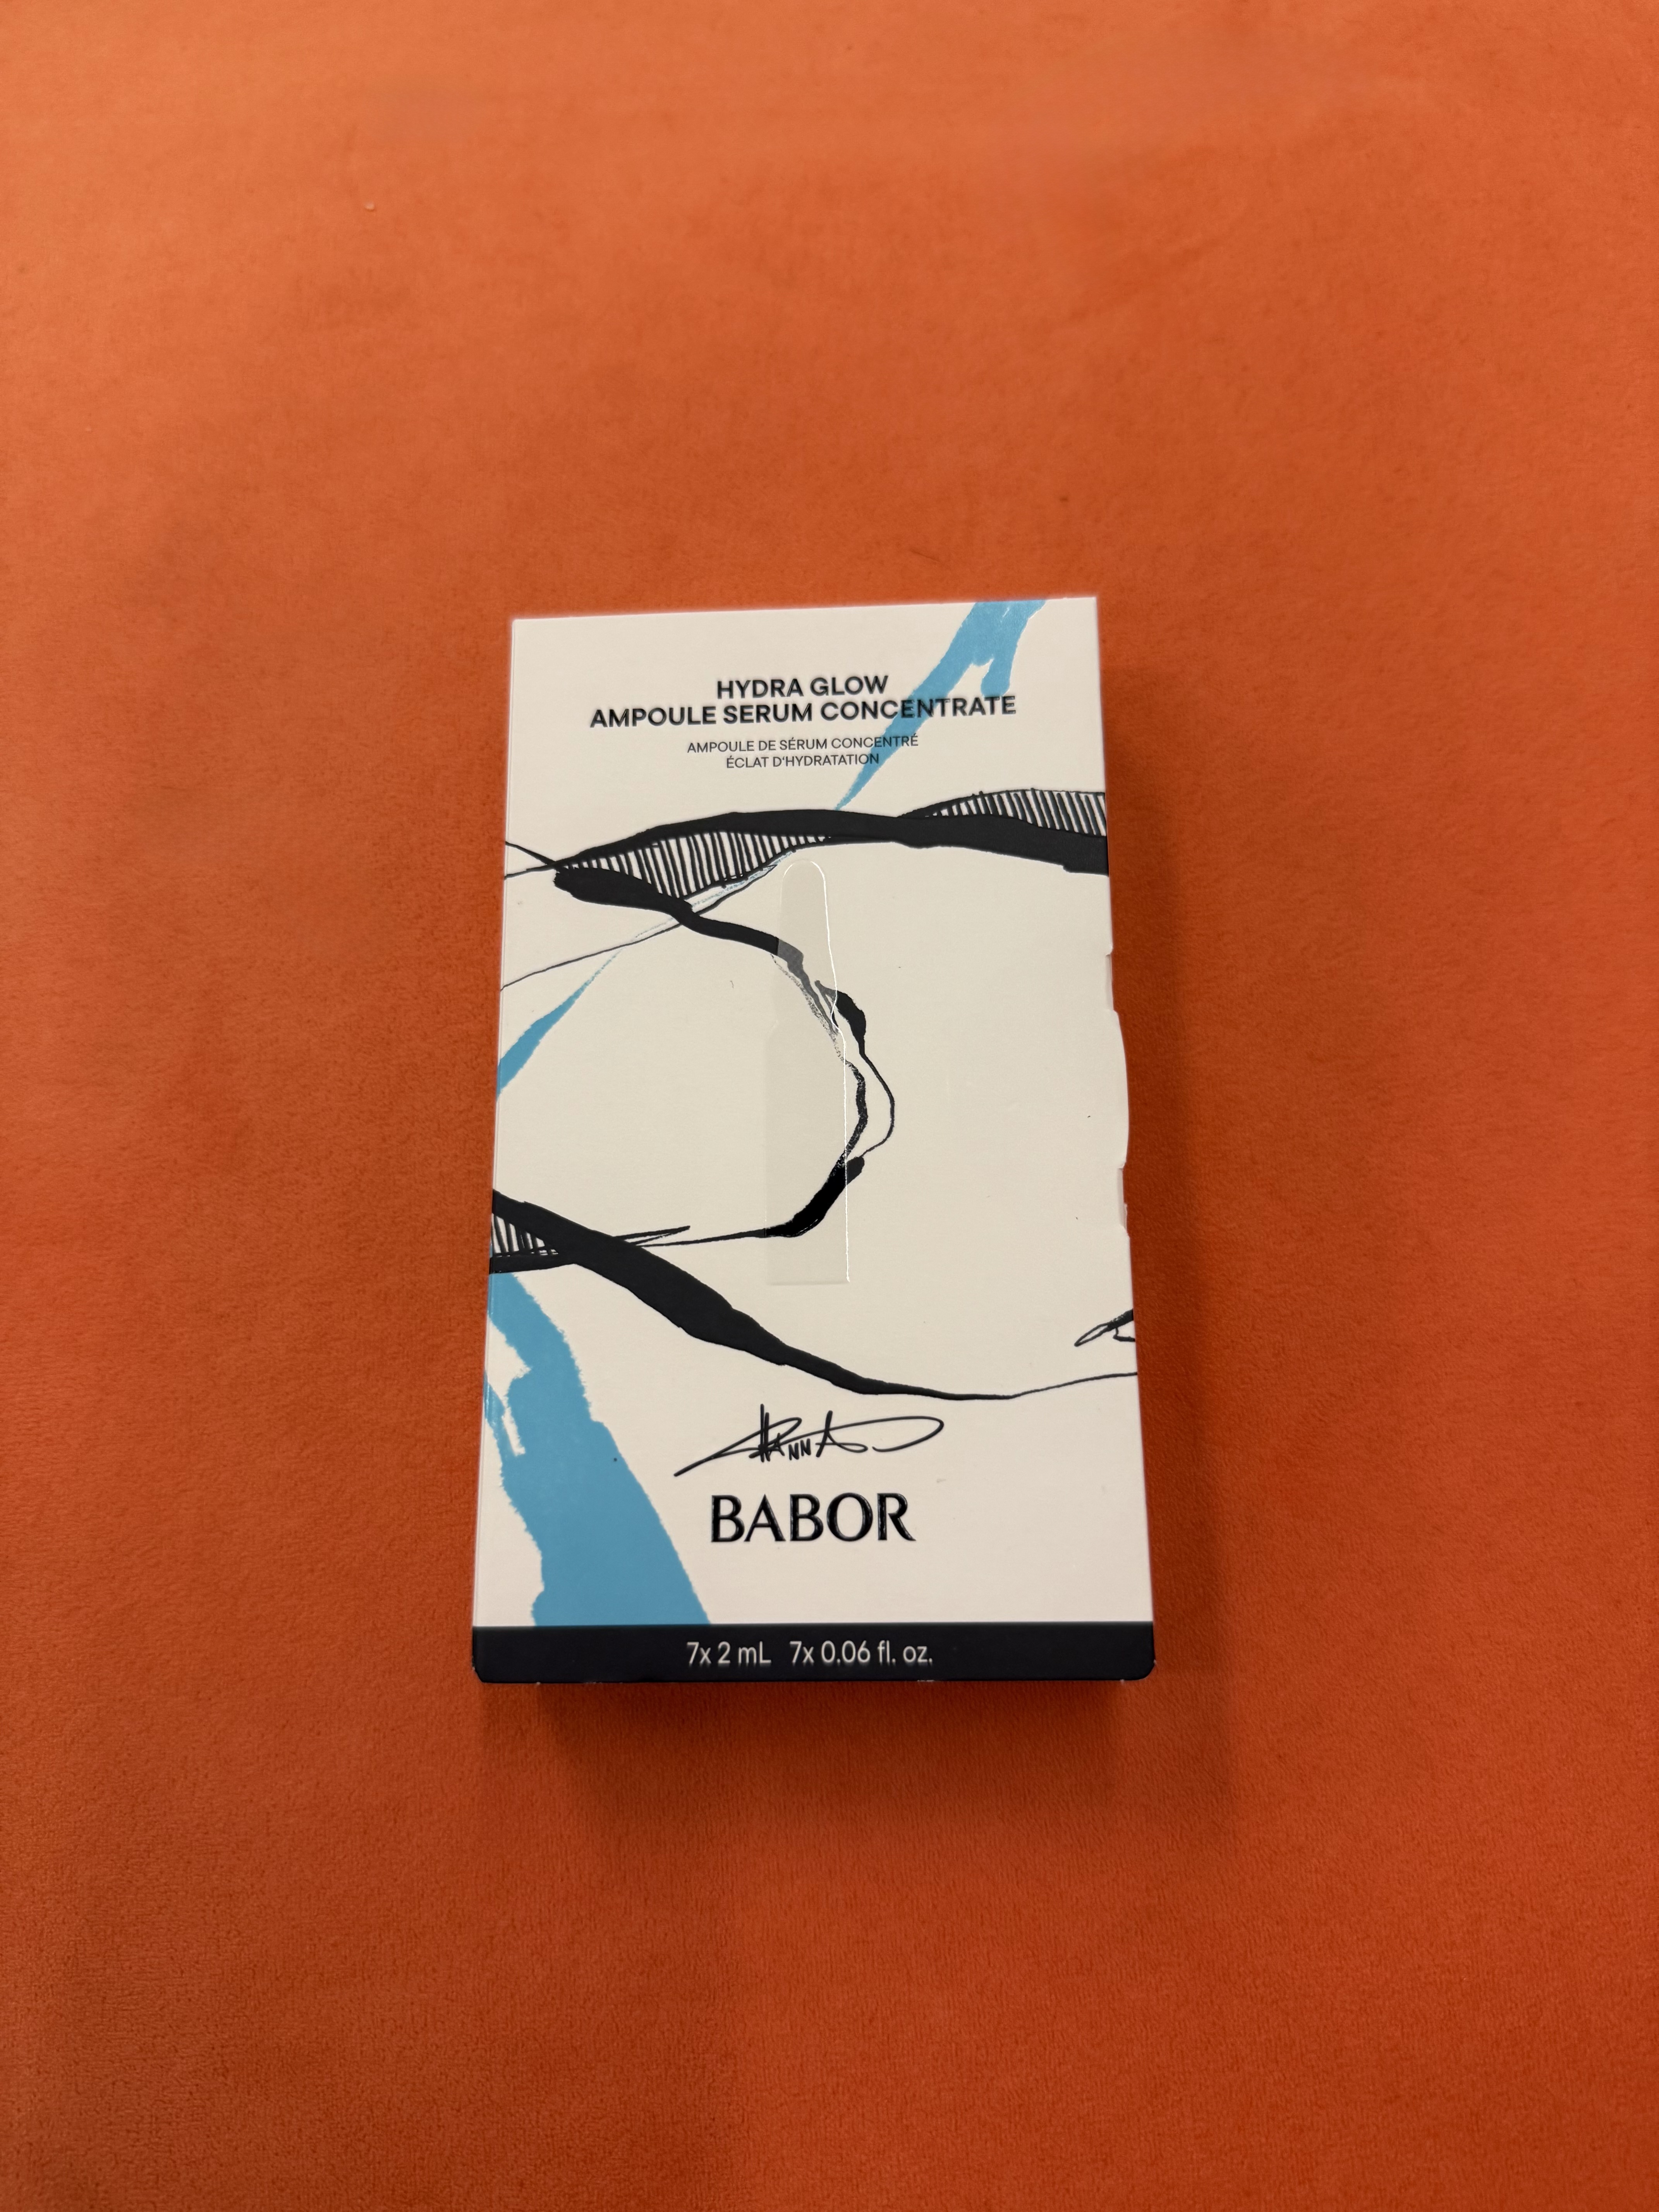 HYDRA GLOW
AMPOULE SERUM CONCENTRATE
AMPOULE DE SÉRUM CONCENTRÉ
ÉCLAT D'HYDRATATION
HANNA
BABOR
7x 2 mL 7x 0.06 fl. oz.